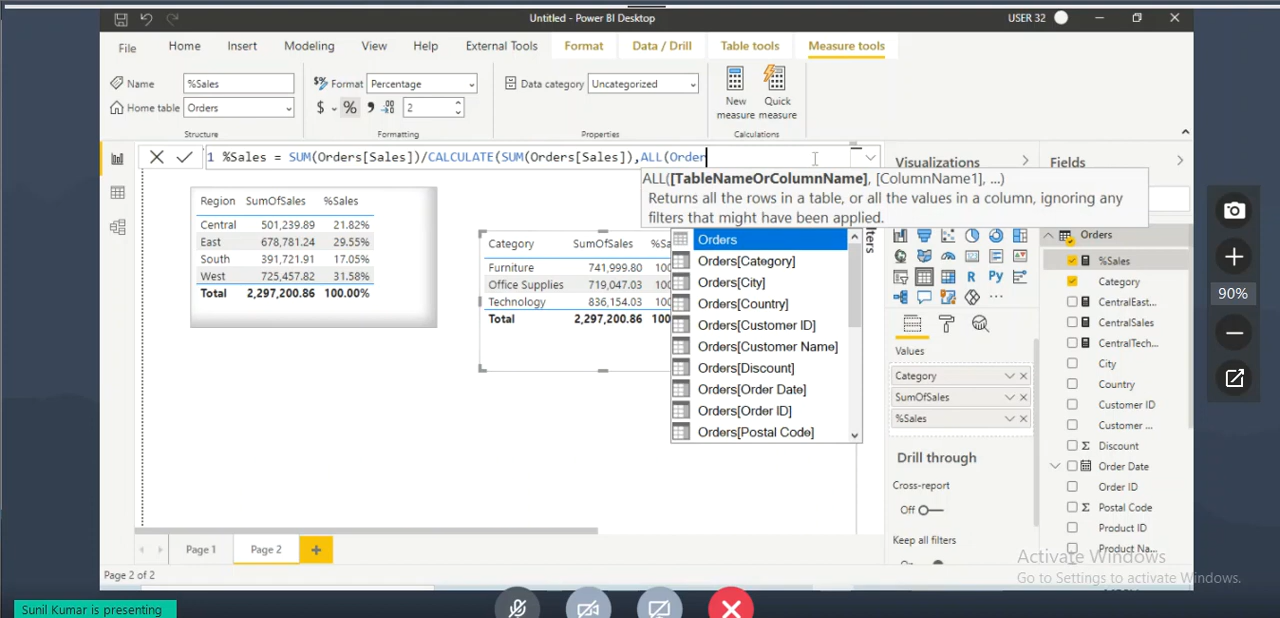 Untitled - Power BI Desktop
USER 32
File
Home
Insert
Modeling
View
Help
External Tools
Format
Data / Drill
Table tools
Measure tools
Name
%Sales
Home table
Orders
Structure
Format
Percentage
$
%
2
Formatting
Data category
Uncategorized
Properties
New measure
Quick measure
Calculations
1 %Sales = SUM(Orders[Sales])/CALCULATE(SUM(Orders[Sales]),ALL(Order
ALL([TableNameOrColumnName], [ColumnName1], ...)
Returns all the rows in a table, or all the values in a column, ignoring any
filters that might have been applied.
Orders
Orders[Category]
Orders[City]
Orders[Country]
Orders[Customer ID]
Orders[Customer Name]
Orders[Discount]
Orders[Order Date]
Orders[Order ID]
Orders[Postal Code]
Region SumOfSales %Sales
Central 501,239.89 21.82%
East 678,781.24 29.55%
South 391,721.91 17.05%
West 725,457.82 31.58%
Total 2,297,200.86 100.00%
Category SumOfSales %Sa
Furniture 741,999.80 100
Office Supplies 719,047.03 100
Technology 836,154.03 100
Total 2,297,200.86 100
lters
Visualizations
R
Py
...
Values
Category
SumOfSales
%Sales
Drill through
Cross-report
Off
Keep all filters
Fields
Orders
%Sales
Category
CentralEast...
CentralSales
CentralTech...
City
Country
Customer ID
Customer ...
Σ Discount
Order Date
Order ID
Σ Postal Code
Product ID
Product Na...
90%
Page 1
Page 2
Page 2 of 2
Activate Windows
Go to Settings to activate Windows.
Sunil Kumar is presenting